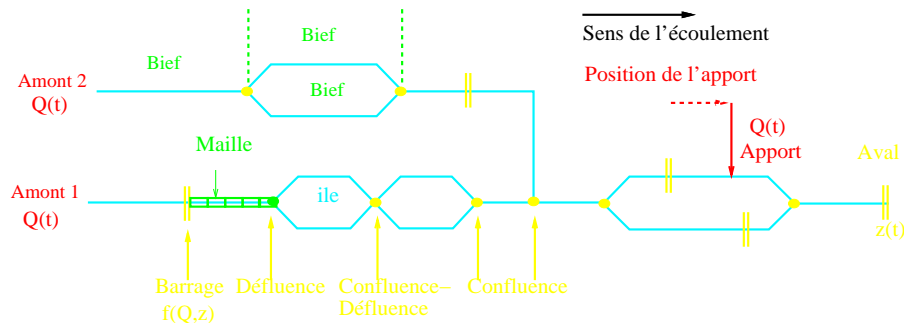 Bief
Sens de l'écoulement
Bief
Amont 2
Q(t)
Bief
Position de l'apport
Q(t)
Apport
Maille
Aval
Amont 1
Q(t)
ile
z(t)
Barrage
f(Q,z)
Défluence
Confluence−
Défluence
Confluence